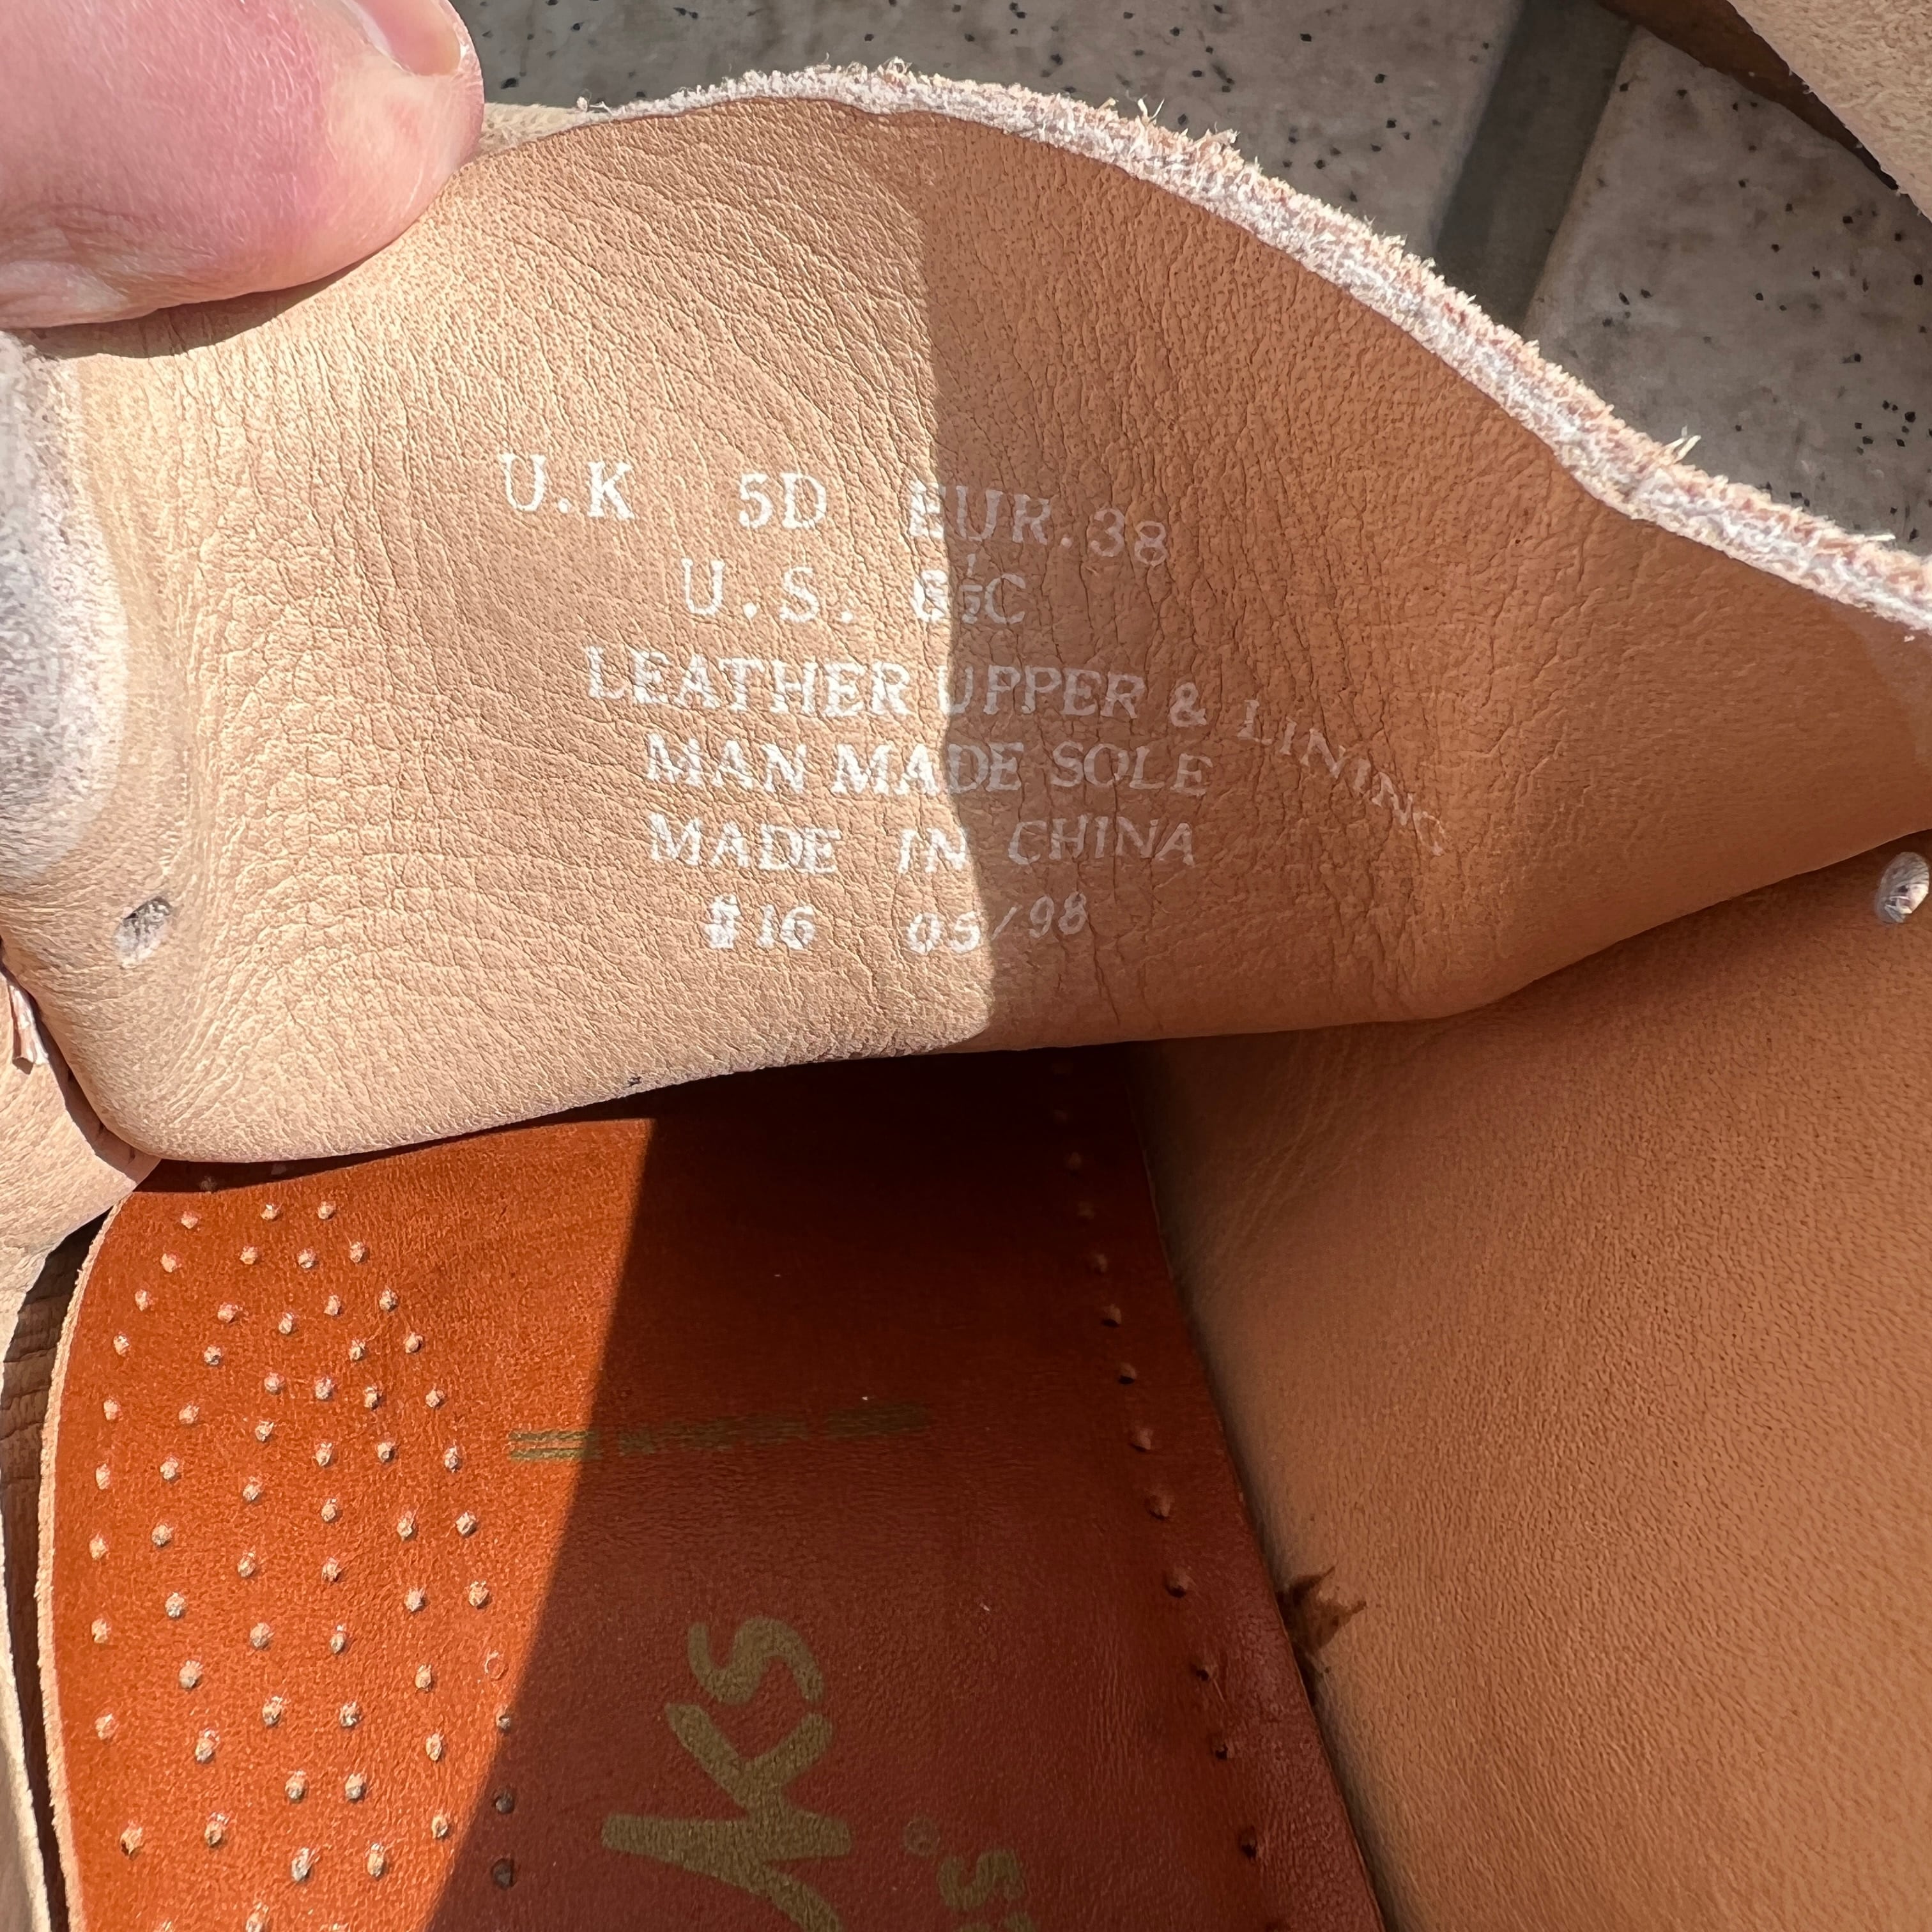 U.K 5D EUR.38
U.S. 6½C
LEATHER UPPER & LINING
MAN MADE SOLE
MADE IN CHINA
#16 05/98